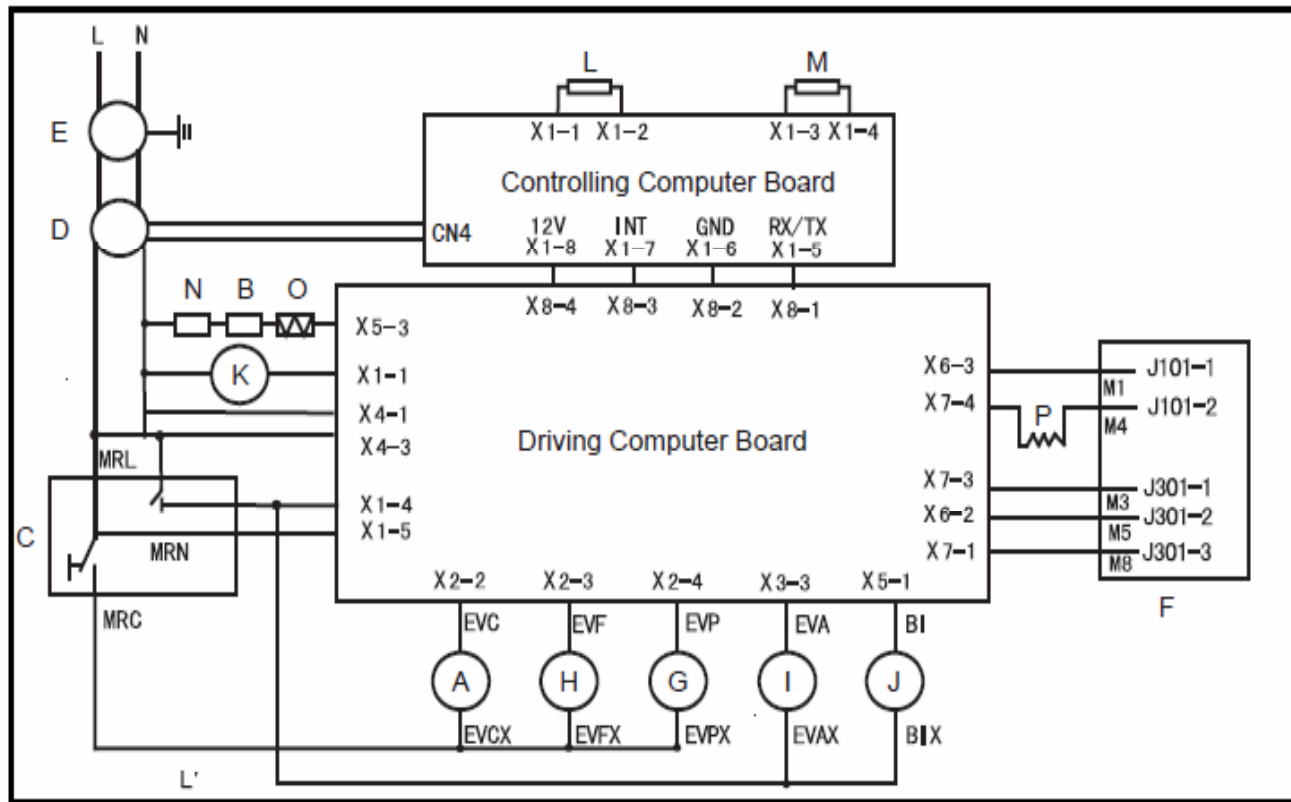 L N
E
L M
X1-1 X1-2 X1-3 X1-4
Controlling Computer Board
D
CN4
12V INT GND RX/TX
X1-8 X1-7 X1-6 X1-5
N B O
X8-4 X8-3 X8-2 X8-1
X5-3
K X1-1
X4-1
X4-3
MRL
Driving Computer Board
X6-3 J101-1
M1
X7-4 P J101-2
M4
X1-4
X7-3 J301-1
M3
X1-5
X6-2 J301-2
M5
C
MRN
X7-1 J301-3
M8
X2-2 X2-3 X2-4 X3-3 X5-1
F
MRC
EVC EVF EVP EVA BI
A H G I J
EVCX EVFX EVPX EVAX BIX
L'